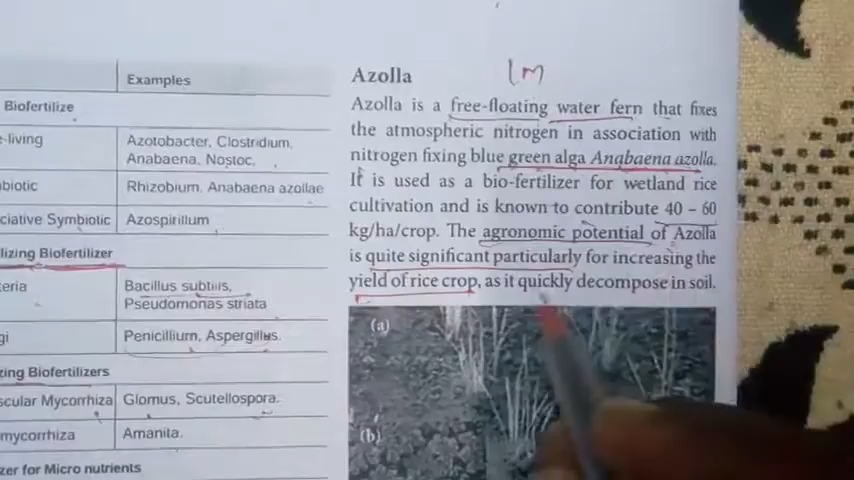 Examples
Biofertilize
e-living
Azotobacter, Clostridium,
Anabaena, Nostoc,
biotic
Rhizobium, Anabaena azollae
ciative Symbiotic
Azospirillum
lizing Biofertilizer
teria
Bacillus subtilis,
Pseudomonas striata
gi
Penicillium, Aspergillus.
zing Biofertilizers
scular Mycorrhiza
Glomus, Scutellospora.
mycorrhiza
Amanita.
zer for Micro nutrients
Azolla
1m
Azolla is a free-floating water fern that fixes
the atmospheric nitrogen in association with
nitrogen fixing blue green alga Anabaena azolla.
It is used as a bio-fertilizer for wetland rice
cultivation and is known to contribute 40 – 60
kg/ha/crop. The agronomic potential of Azolla
is quite significant particularly for increasing the
yield of rice crop, as it quickly decompose in soil.
(a)
(b)